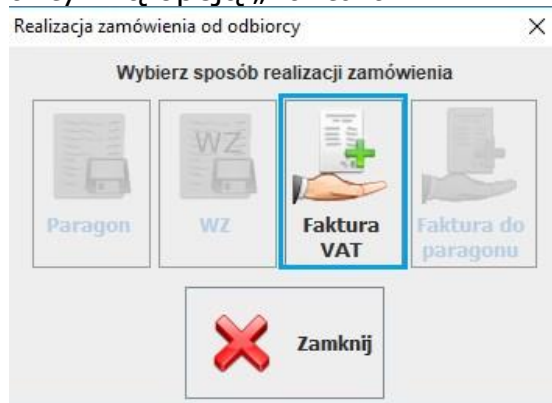 Realizacja zamówienia od odbiorcy
Wybierz sposób realizacji zamówienia
WZ
Paragon
WZ
Faktura
VAT
Faktura do
paragonu
Zamknij